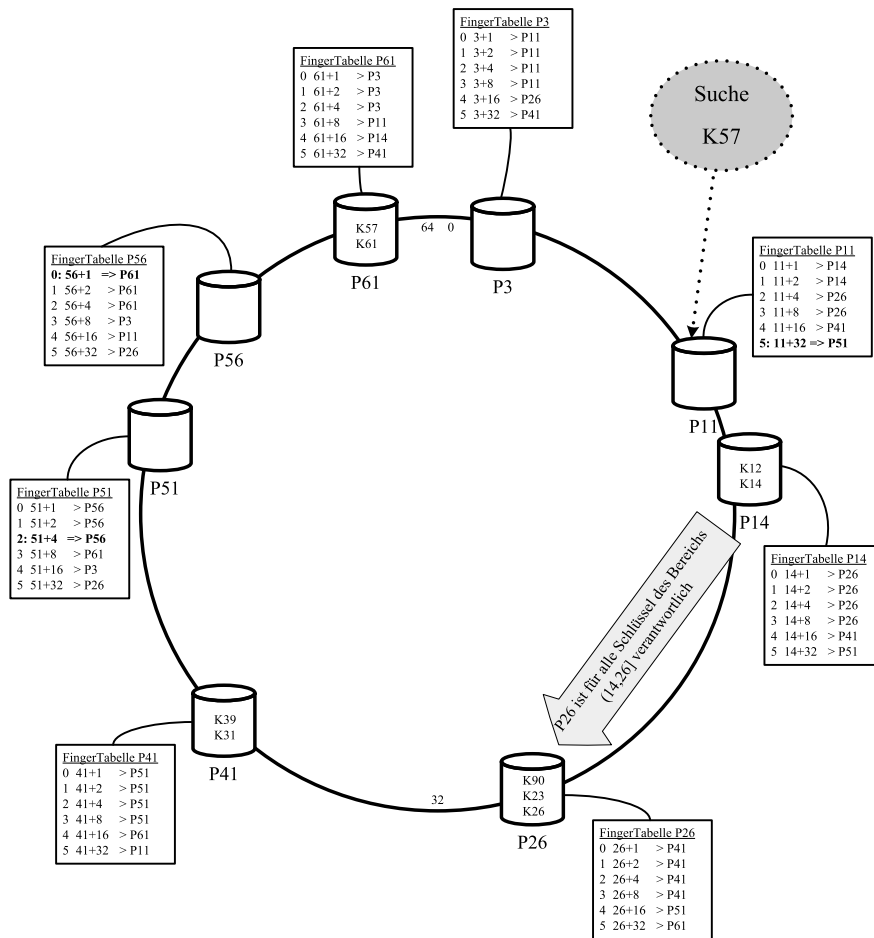 FingerTabelle P3
0 3+1 > P11
1 3+2 > P11
2 3+4 > P11
3 3+8 > P11
4 3+16 > P26
5 3+32 > P41
FingerTabelle P61
0 61+1 > P3
1 61+2 > P3
2 61+4 > P3
3 61+8 > P11
4 61+16 > P14
5 61+32 > P41
Suche
K57
K57
K61
P61
64 0
P3
FingerTabelle P56
0: 56+1 => P61
1 56+2 > P61
2 56+4 > P61
3 56+8 > P3
4 56+16 > P11
5 56+32 > P26
P56
FingerTabelle P11
0 11+1 > P14
1 11+2 > P14
2 11+4 > P26
3 11+8 > P26
4 11+16 > P41
5: 11+32 => P51
P11
K12
K14
P14
P51
FingerTabelle P51
0 51+1 > P56
1 51+2 > P56
2: 51+4 => P56
3 51+8 > P61
4 51+16 > P3
5 51+32 > P26
FingerTabelle P14
0 14+1 > P26
1 14+2 > P26
2 14+4 > P26
3 14+8 > P26
4 14+16 > P41
5 14+32 > P51
P26 ist für alle Schlüssel des Bereichs
(14,26] verantwortlich
K39
K31
P41
FingerTabelle P41
0 41+1 > P51
1 41+2 > P51
2 41+4 > P51
3 41+8 > P51
4 41+16 > P61
5 41+32 > P11
32
K90
K23
K26
P26
FingerTabelle P26
0 26+1 > P41
1 26+2 > P41
2 26+4 > P41
3 26+8 > P41
4 26+16 > P51
5 26+32 > P61